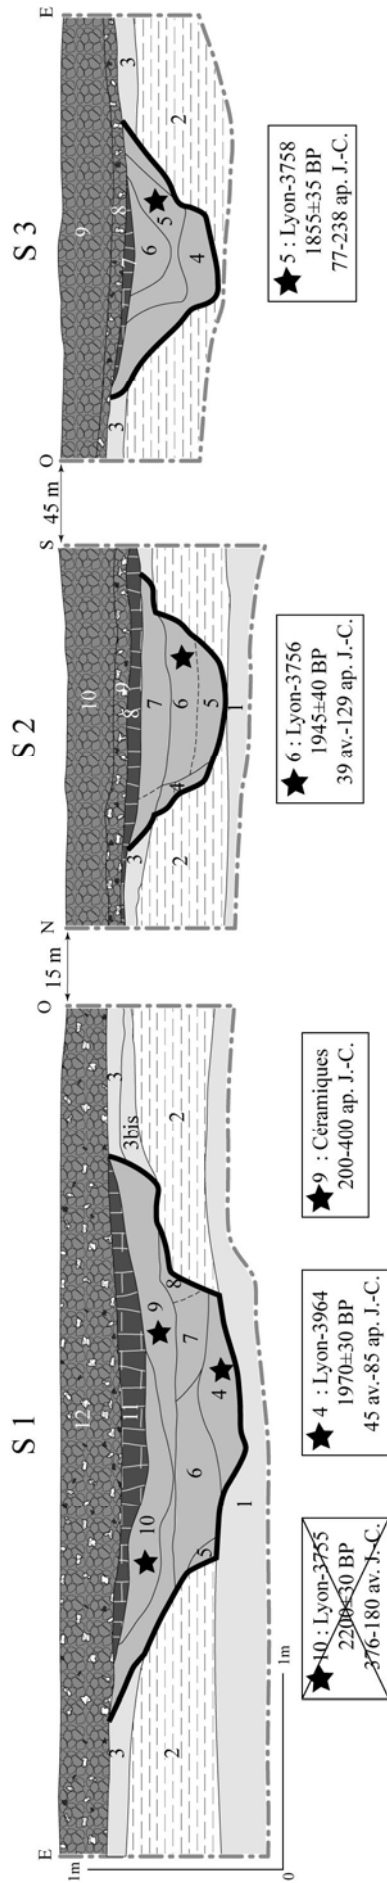 S 1
E
O
15 m
1m
0
1m
12
11
10
9
8
7
6
5
4
3
3
3bis
2
2
1
★ 10 : Lyon-3755
2200±30 BP
376-180 av. J.-C.
★ 4 : Lyon-3964
1970±30 BP
45 av.-85 ap. J.-C.
★ 9 : Céramiques
200-400 ap. J.-C.
S 2
N
S
45 m
10
9
8
7
6
5
4
3
2
1
★ 6 : Lyon-3756
1945±40 BP
39 av.-129 ap. J.-C.
S 3
O
E
9
8
7
6
5
4
3
3
2
★ 5 : Lyon-3758
1855±35 BP
77-238 ap. J.-C.